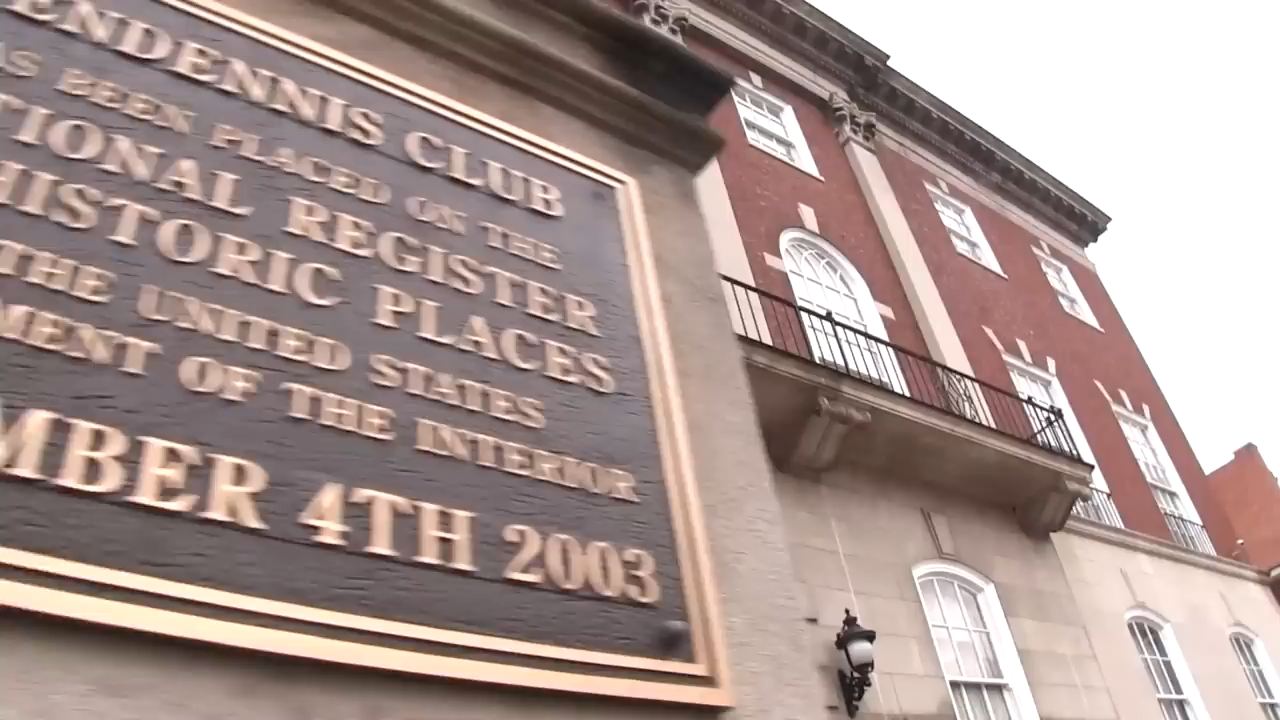 ENDENNIS CLUB
AS BEEN PLACED ON THE
TIONAL REGISTER
HISTORIC PLACES
THE UNITED STATES
MENT OF THE INTERIOR
MBER 4TH 2003